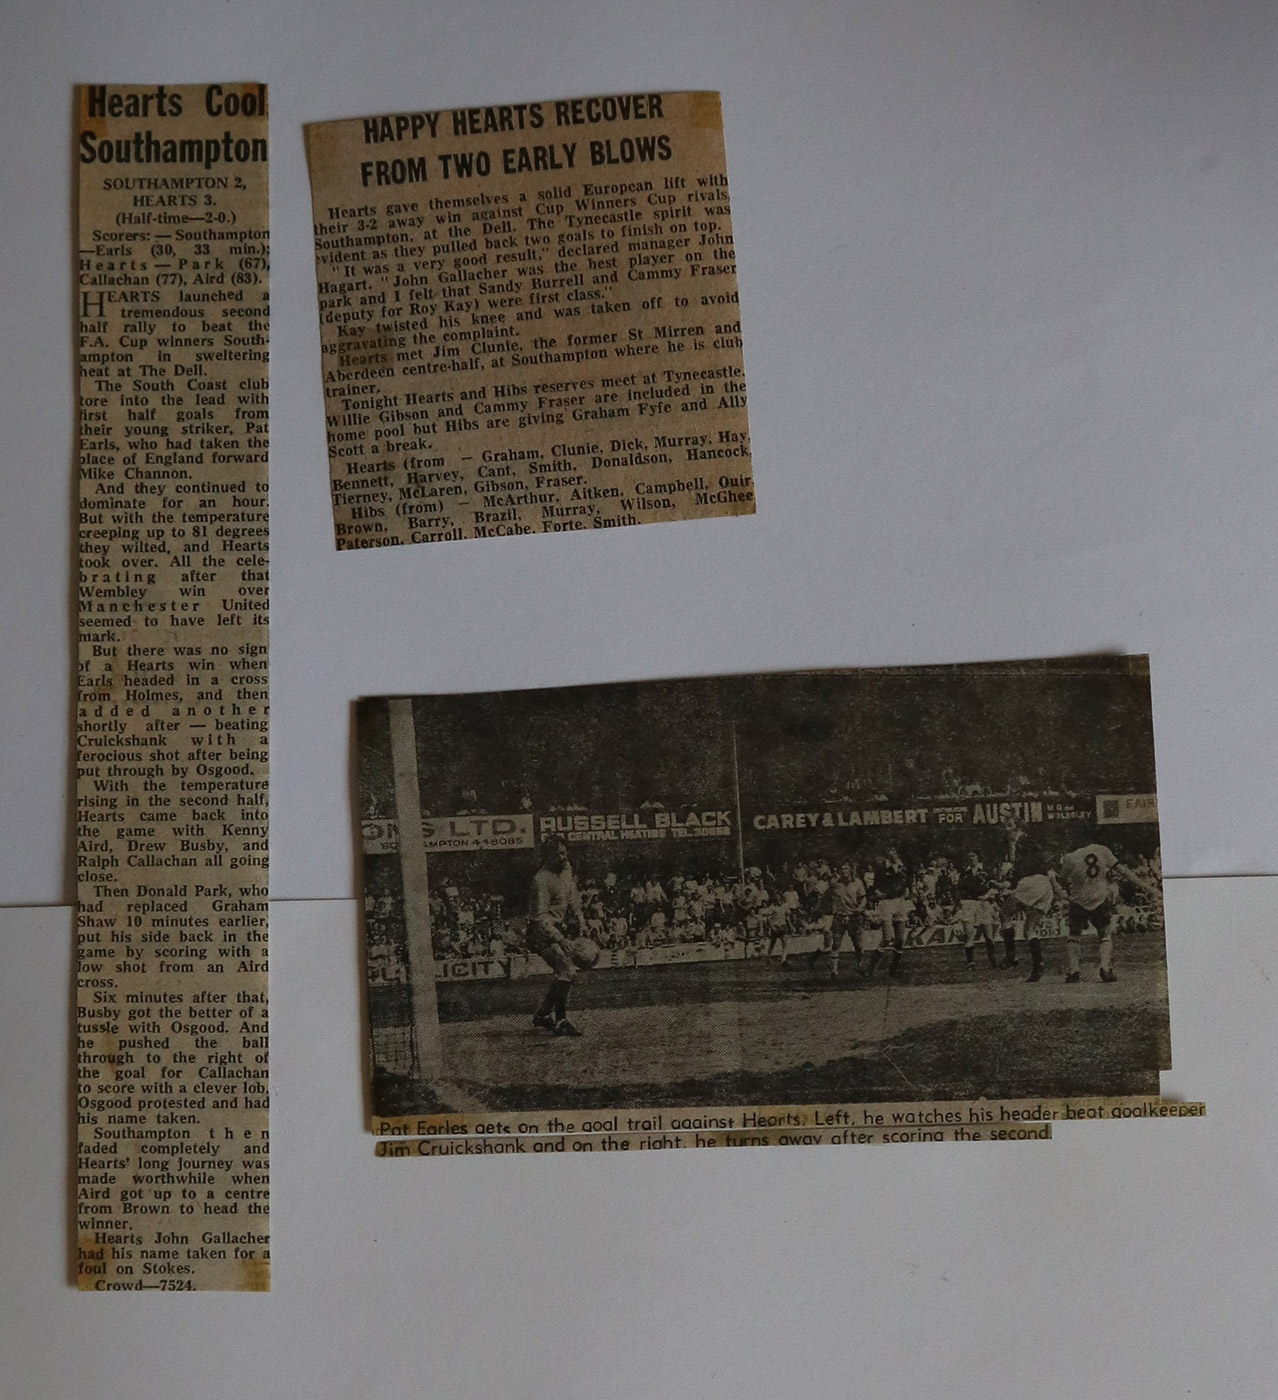 Hearts Cool
Southampton
SOUTHAMPTON 2,
HEARTS 3.
(Half-time—2-0.)
Scorers: — Southampton
—Earls (30, 33 min.);
Hearts — Park (67),
Callachan (77), Aird (83).
HEARTS launched a
tremendous second
half rally to beat the
F.A. Cup winners South-
ampton in sweltering
heat at The Dell.
The South Coast club
tore into the lead with
first half goals from
their young striker, Pat
Earls, who had taken the
place of England forward
Mike Channon.
And they continued to
dominate for an hour.
But with the temperature
creeping up to 81 degrees
they wilted, and Hearts
took over. All the cele-
brating after that
Wembley win over
Manchester United
seemed to have left its
mark.
But there was no sign
of a Hearts win when
Earls headed in a cross
from Holmes, and then
added another
shortly after — beating
Cruickshank with a
ferocious shot after being
put through by Osgood.
With the temperature
rising in the second half,
Hearts came back into
the game with Kenny
Aird, Drew Busby, and
Ralph Callachan all going
close.
Then Donald Park, who
had replaced Graham
Shaw 10 minutes earlier,
put his side back in the
game by scoring with a
low shot from an Aird
cross.
Six minutes after that,
Busby got the better of a
tussle with Osgood. And
he pushed the ball
through to the right of
the goal for Callachan
to score with a clever lob.
Osgood protested and had
his name taken.
Southampton then
faded completely and
Hearts' long journey was
made worthwhile when
Aird got up to a centre
from Brown to head the
winner.
Hearts John Gallacher
had his name taken for a
foul on Stokes.
Crowd—7524.
HAPPY HEARTS RECOVER
FROM TWO EARLY BLOWS
Hearts gave themselves a solid European lift with
their 3-2 away win against Cup Winners Cup rivals,
Southampton, at the Dell. The Tynecastle spirit was
evident as they pulled back two goals to finish on top.
"It was a very good result," declared manager John
Hagart. "John Gallacher was the best player on the
park and I felt that Sandy Burrell and Cammy Fraser
(deputy for Roy Kay) were first class."
Kay twisted his knee and was taken off to avoid
aggravating the complaint.
Hearts met Jim Clunie, the former St Mirren and
Aberdeen centre-half, at Southampton where he is club
trainer.
Tonight Hearts and Hibs reserves meet at Tynecastle.
Willie Gibson and Cammy Fraser are included in the
home pool but Hibs are giving Graham Fyfe and Ally
Scott a break.
Hearts (from — Graham, Clunie, Dick, Murray, Hay,
Bennett, Harvey, Cant, Smith, Donaldson, Hancock,
Tierney, McLaren, Gibson, Fraser.
Hibs (from) — McArthur, Aitken, Campbell, Quir
Brown, Barry, Brazil, Murray, Wilson, McGhee
Paterson, Carroll, McCabe, Forte, Smith.
ONS LTD.
AMPTON 448085
RUSSELL BLACK
CENTRAL HEATING TEL.30888
CAREY & LAMBERT FOR AUSTIN
FAIR
8
LICITY
Pat Earles gets on the goal trail against Hearts. Left, he watches his header beat goalkeeper
Jim Cruickshank and on the right, he turns away after scoring the second